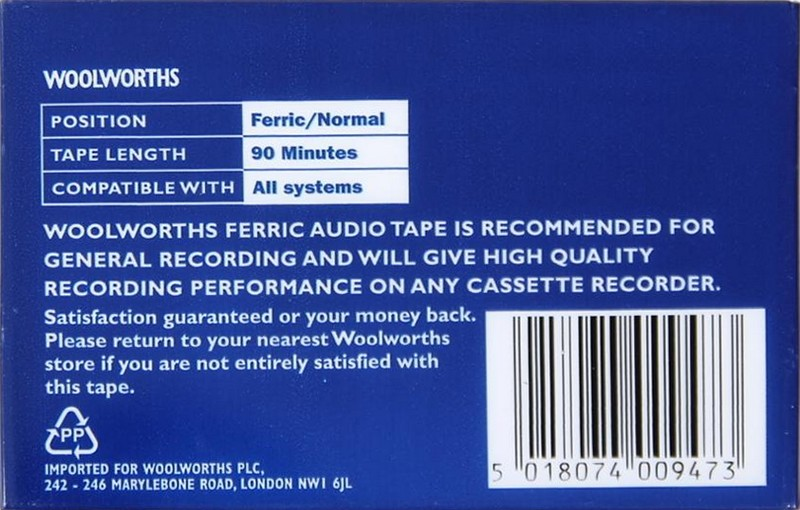 WOOLWORTHS
POSITION Ferric/Normal
TAPE LENGTH 90 Minutes
COMPATIBLE WITH All systems
WOOLWORTHS FERRIC AUDIO TAPE IS RECOMMENDED FOR
GENERAL RECORDING AND WILL GIVE HIGH QUALITY
RECORDING PERFORMANCE ON ANY CASSETTE RECORDER.
Satisfaction guaranteed or your money back.
Please return to your nearest Woolworths
store if you are not entirely satisfied with
this tape.
PP
IMPORTED FOR WOOLWORTHS PLC,
242 - 246 MARYLEBONE ROAD, LONDON NW1 6JL
5 018074 009473